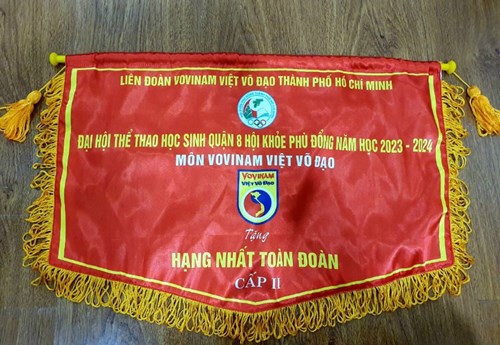 LIÊN ĐOÀN VOVINAM VIỆT VÕ ĐẠO THÀNH PHỐ HỒ CHÍ MINH
ĐẠI HỘI THỂ THAO HỌC SINH QUẬN 8 HỘI KHỎE PHÙ ĐỔNG NĂM HỌC 2023 - 2024
MÔN VOVINAM VIỆT VÕ ĐẠO
VOVINAM
VIỆT VÕ ĐẠO
Tặng
HẠNG NHẤT TOÀN ĐOÀN
CẤP II